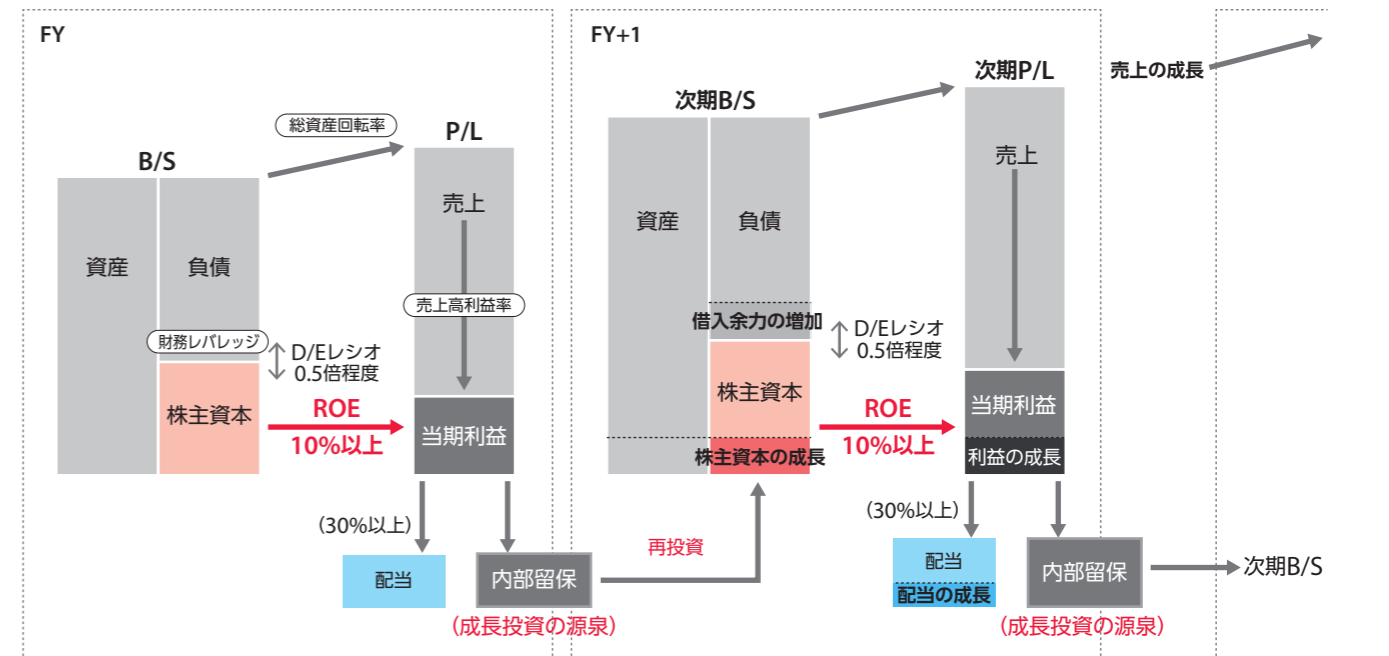 FY
B/S
総資産回転率
P/L
資産
負債
売上
売上高利益率
財務レバレッジ
D/Eレシオ
0.5倍程度
株主資本
ROE
10%以上
当期利益
（30%以上）
配当
内部留保
（成長投資の源泉）
再投資
FY+1
次期B/S
次期P/L
売上の成長
資産
負債
売上
借入余力の増加
D/Eレシオ
0.5倍程度
株主資本
株主資本の成長
ROE
10%以上
当期利益
利益の成長
（30%以上）
配当
配当の成長
内部留保
（成長投資の源泉）
次期B/S